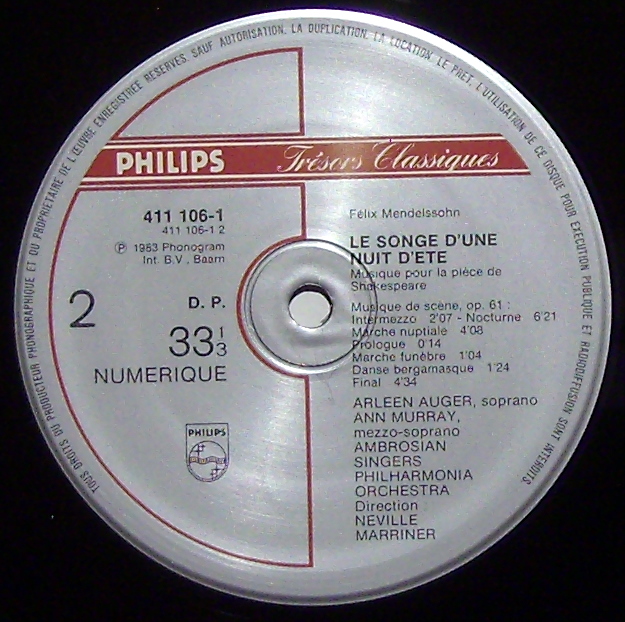 TOUS DROITS DU PRODUCTEUR PHONOGRAPHIQUE ET DU PROPRIETAIRE DE L'ŒUVRE ENREGISTREE RESERVES. SAUF AUTORISATION, LA DUPLICATION, LA LOCATION, LE PRET, L'UTILISATION DE CE DISQUE POUR EXECUTION PUBLIQUE ET RADIODIFFUSION SONT INTERDITS.
PHILIPS Trésors Classiques
411 106-1
411 106-1 2
℗ 1983 Phonogram
Int. B.V., Baarn
2
D. P.
33 1/3
NUMERIQUE
PHILIPS
Félix Mendelssohn
LE SONGE D'UNE
NUIT D'ETE
Musique pour la pièce de
Shakespeare
Musique de scène, op. 61 :
Intermezzo 2'07 - Nocturne 6'21
Marche nuptiale 4'08
Prologue 0'14
Marche funèbre 1'04
Danse bergamasque 1'24
Final 4'34
ARLEEN AUGER, soprano
ANN MURRAY,
mezzo-soprano
AMBROSIAN
SINGERS
PHILHARMONIA
ORCHESTRA
Direction
NEVILLE
MARRINER